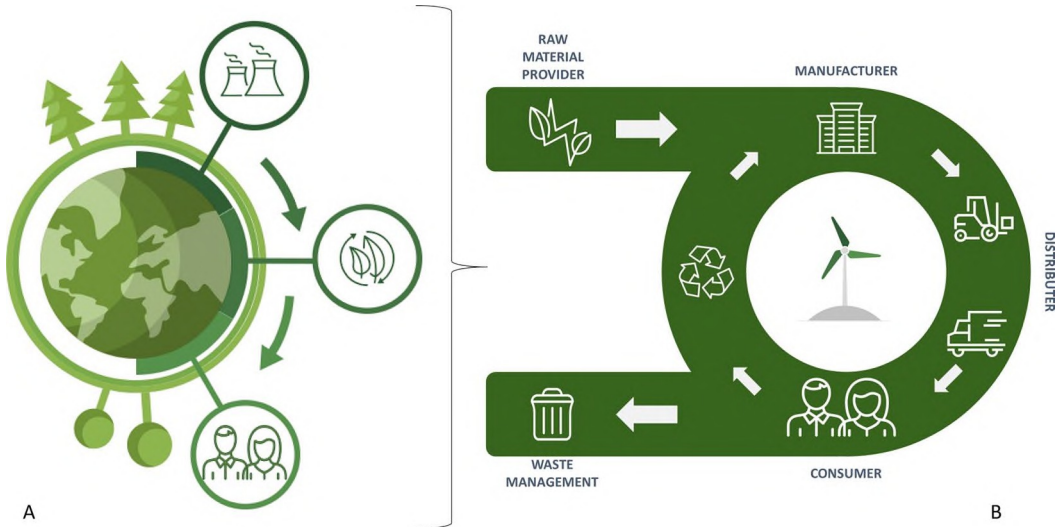 RAW
MATERIAL
PROVIDER
MANUFACTURER
DISTRIBUTER
CONSUMER
WASTE
MANAGEMENT
A
B